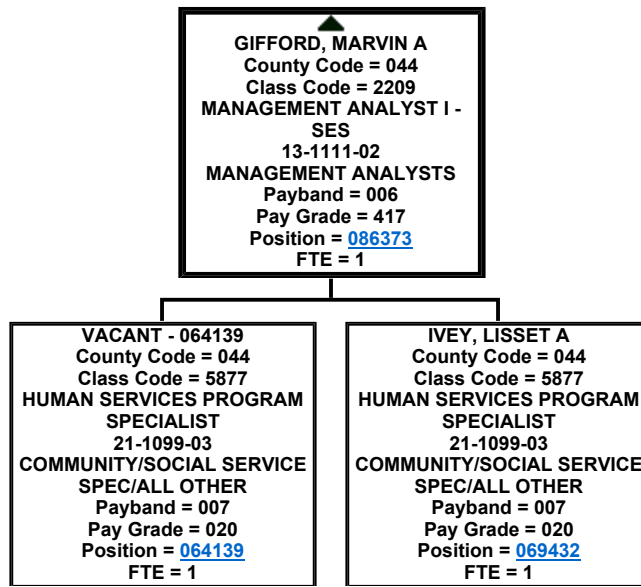 GIFFORD, MARVIN A
County Code = 044
Class Code = 2209
MANAGEMENT ANALYST I -
SES
13-1111-02
MANAGEMENT ANALYSTS
Payband = 006
Pay Grade = 417
Position = 086373
FTE = 1
VACANT - 064139
County Code = 044
Class Code = 5877
HUMAN SERVICES PROGRAM
SPECIALIST
21-1099-03
COMMUNITY/SOCIAL SERVICE
SPEC/ALL OTHER
Payband = 007
Pay Grade = 020
Position = 064139
FTE = 1
IVEY, LISSET A
County Code = 044
Class Code = 5877
HUMAN SERVICES PROGRAM
SPECIALIST
21-1099-03
COMMUNITY/SOCIAL SERVICE
SPEC/ALL OTHER
Payband = 007
Pay Grade = 020
Position = 069432
FTE = 1